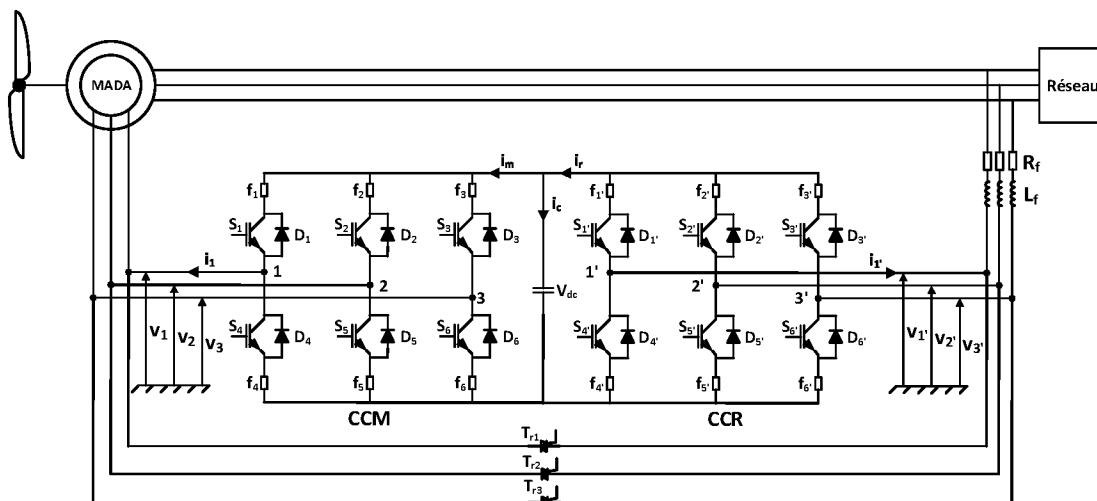 MADA
Réseau
Rf
Lf
im
ir
ic
f1
f2
f3
f1'
f2'
f3'
S1
D1
S2
D2
S3
D3
S1'
D1'
S2'
D2'
S3'
D3'
i1
1
2
3
Vdc
1'
2'
3'
i1'
V1
V2
V3
S4
D4
S5
D5
S6
D6
S4'
D4'
S5'
D5'
S6'
D6'
V1'
V2'
V3'
f4
f5
f6
f4'
f5'
f6'
CCM
CCR
Tr1
Tr2
Tr3